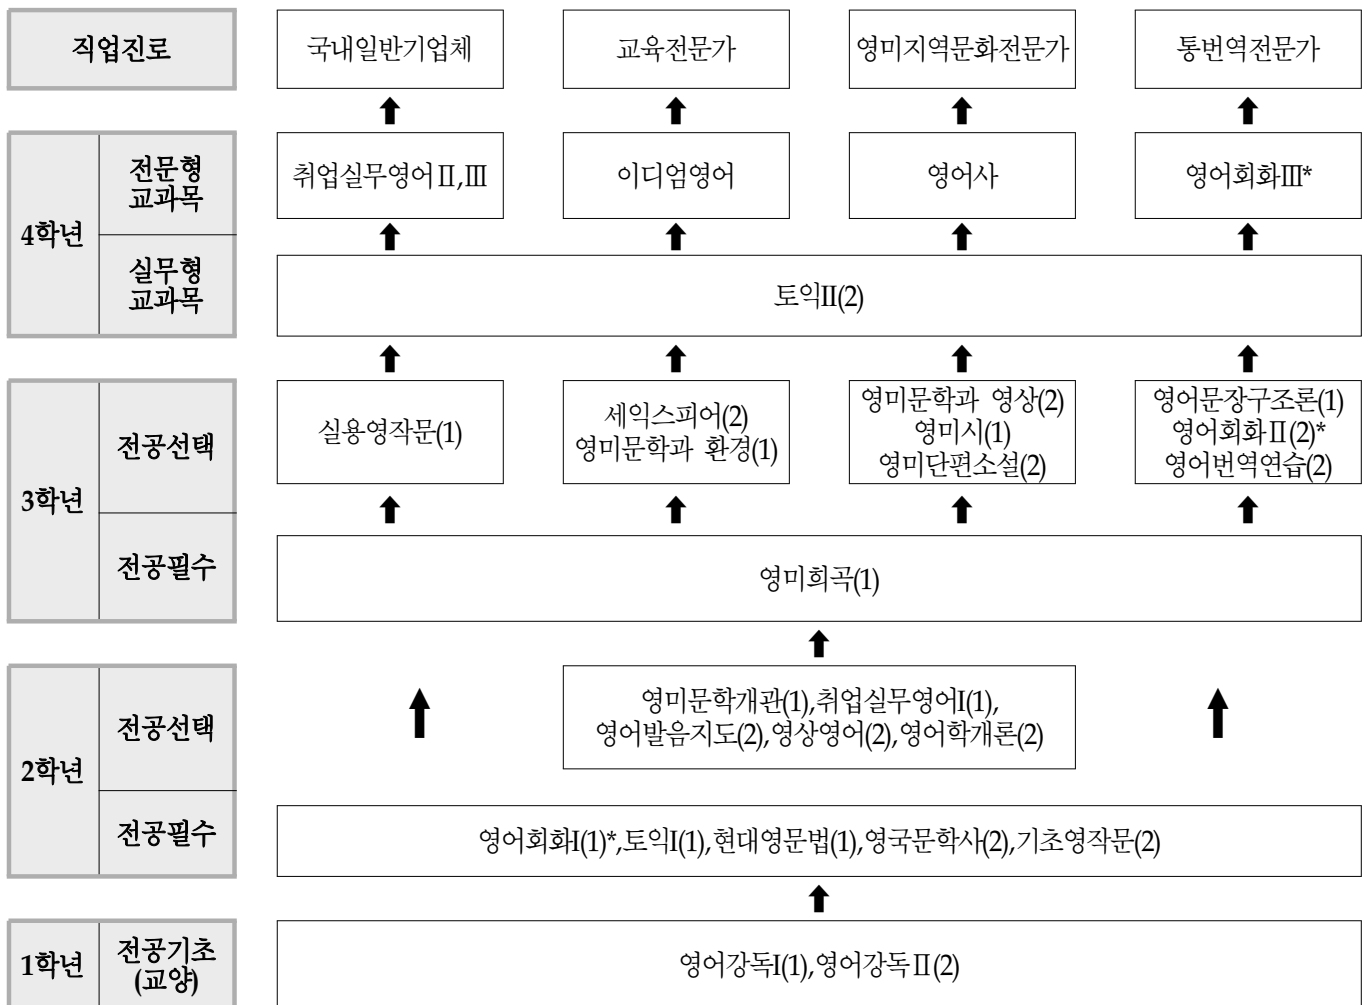 직업진로
국내일반기업체
교육전문가
영미지역문화전문가
통번역전문가
4학년
전문형
교과목
취업실무영어Ⅱ,Ⅲ
이디엄영어
영어사
영어회화Ⅲ*
실무형
교과목
토익II(2)
3학년
전공선택
실용영작문(1)
세익스피어(2)
영미문학과 환경(1)
영미문학과 영상(2)
영미시(1)
영미단편소설(2)
영어문장구조론(1)
영어회화Ⅱ(2)*
영어번역연습(2)
전공필수
영미희곡(1)
2학년
전공선택
영미문학개관(1),취업실무영어I(1),
영어발음지도(2),영상영어(2),영어학개론(2)
전공필수
영어회화I(1)*,토익I(1),현대영문법(1),영국문학사(2),기초영작문(2)
1학년
전공기초
(교양)
영어강독I(1),영어강독Ⅱ(2)